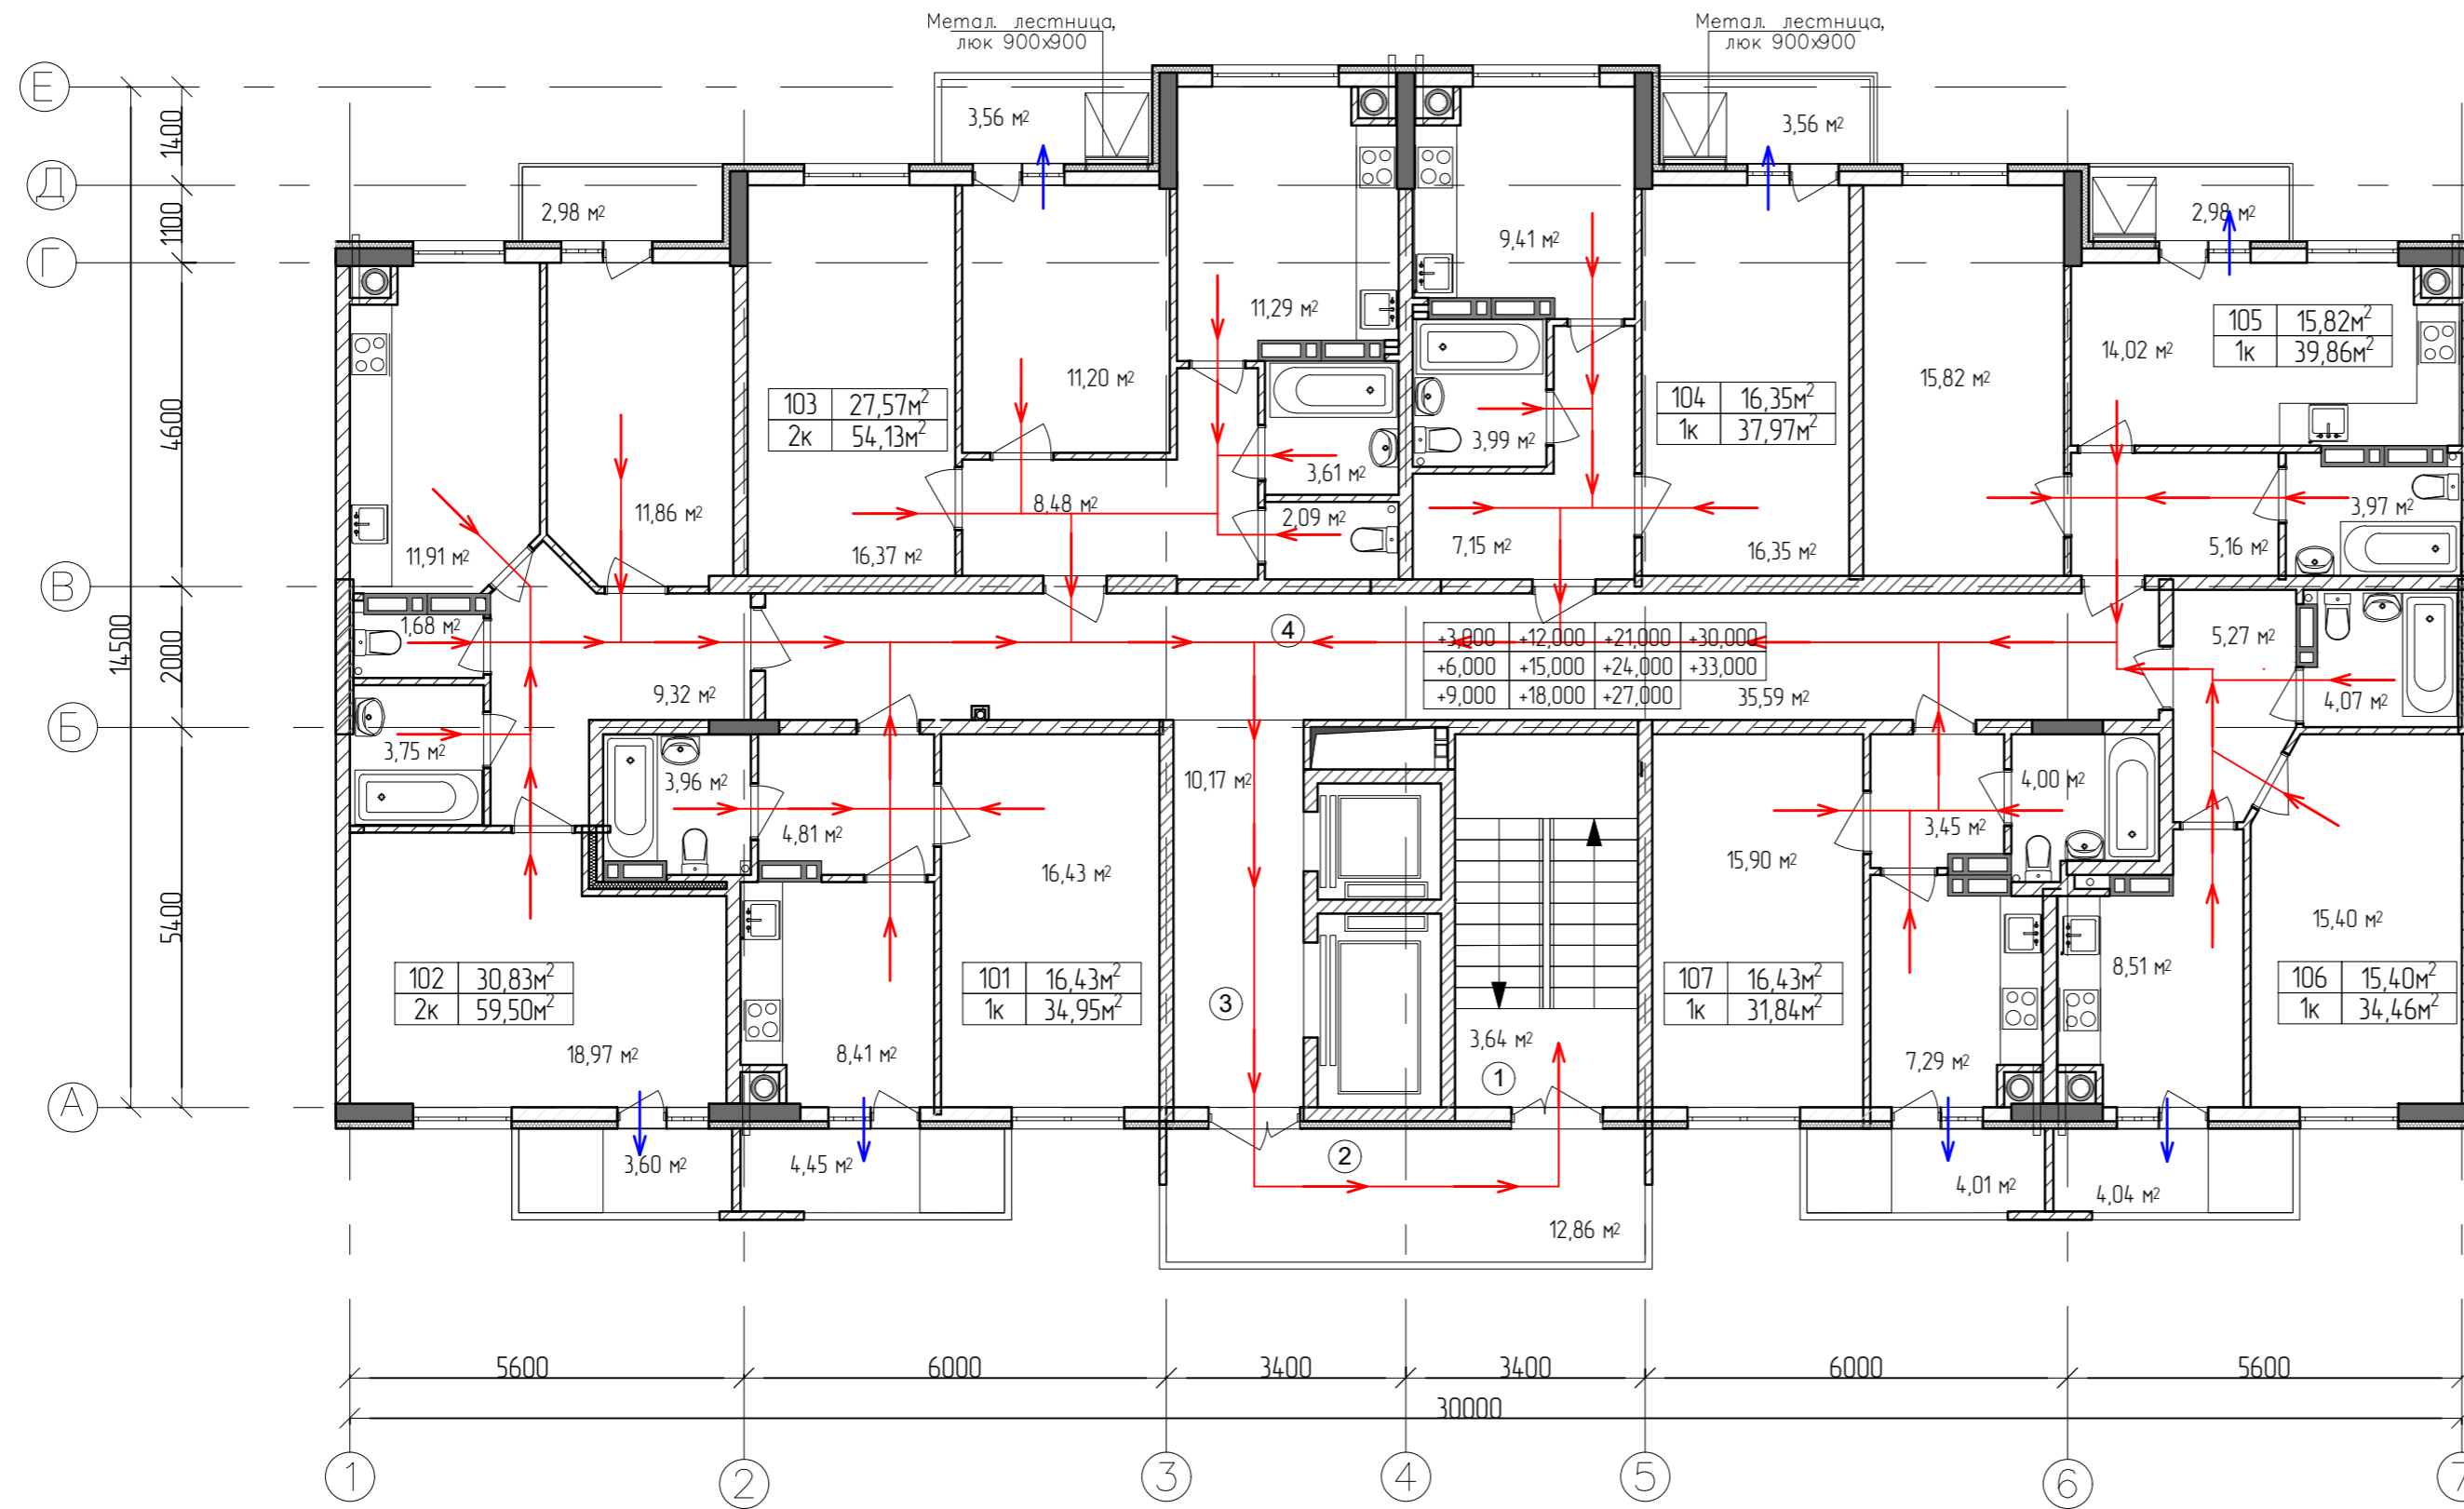 Метал. лестница,
люк 900х900
Метал. лестница,
люк 900х900
Е
Д
Г
В
Б
А
1400
1100
4600
2000
5400
14500
3,56 м²
3,56 м²
2,98 м²
2,98 м²
9,41 м²
11,29 м²
105 15,82м²
1к 39,86м²
14,02 м²
11,20 м²
15,82 м²
103 27,57м²
2к 54,13м²
104 16,35м²
1к 37,97м²
3,99 м²
3,61 м²
11,86 м²
8,48 м²
2,09 м²
3,97 м²
11,91 м²
16,37 м²
7,15 м²
16,35 м²
5,16 м²
1,68 м²
4
+3,000 +12,000 +21,000 +30,000
+6,000 +15,000 +24,000 +33,000
+9,000 +18,000 +27,000
5,27 м²
9,32 м²
35,59 м²
4,07 м²
3,75 м²
3,96 м²
10,17 м²
4,00 м²
4,81 м²
3,45 м²
16,43 м²
15,90 м²
15,40 м²
102 30,83м²
2к 59,50м²
101 16,43м²
1к 34,95м²
107 16,43м²
1к 31,84м²
8,51 м²
106 15,40м²
1к 34,46м²
3
18,97 м²
8,41 м²
3,64 м²
7,29 м²
1
2
3,60 м²
4,45 м²
4,01 м²
4,04 м²
12,86 м²
5600 6000 3400 3400 6000 5600
30000
1 2 3 4 5 6 7